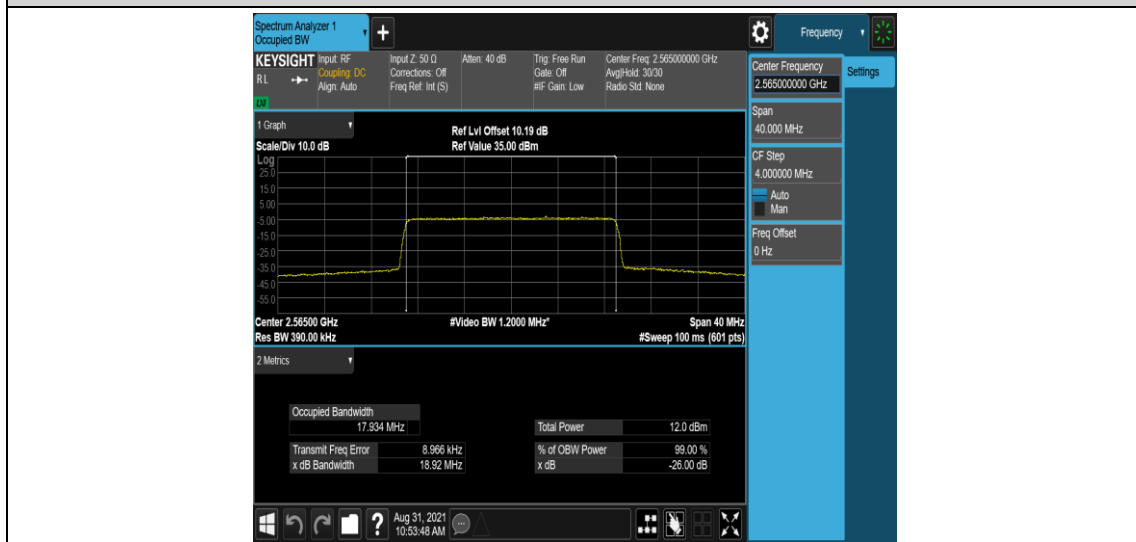 Spectrum Analyzer 1
Occupied BW
Frequency
KEYSIGHT Input: RF
Coupling: DC
Align: Auto
RL
LXI
Input Z: 50 Ω
Corrections: Off
Freq Ref: Int (S)
Atten: 40 dB
Trig: Free Run
Gate: Off
#IF Gain: Low
Center Freq: 2.565000000 GHz
Avg|Hold: 30/30
Radio Std: None
Center Frequency
2.565000000 GHz
Settings
Span
40.000 MHz
CF Step
4.000000 MHz
Auto
Man
Freq Offset
0 Hz
1 Graph
Scale/Div 10.0 dB
Ref Lvl Offset 10.19 dB
Ref Value 35.00 dBm
Log
25.0
15.0
5.00
-5.00
-15.0
-25.0
-35.0
-45.0
-55.0
Center 2.56500 GHz
#Video BW 1.2000 MHz*
Span 40 MHz
Res BW 390.00 kHz
#Sweep 100 ms (601 pts)
2 Metrics
Occupied Bandwidth
17.934 MHz
Total Power 12.0 dBm
Transmit Freq Error 8.966 kHz
% of OBW Power 99.00 %
x dB Bandwidth 18.92 MHz
x dB -26.00 dB
Aug 31, 2021
10:53:48 AM